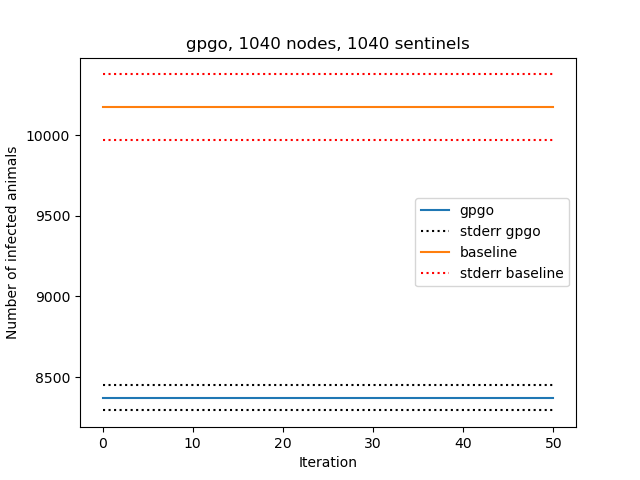 gpgo, 1040 nodes, 1040 sentinels
Number of infected animals
10000
9500
9000
8500
gpgo
stderr gpgo
baseline
stderr baseline
0 10 20 30 40 50
Iteration